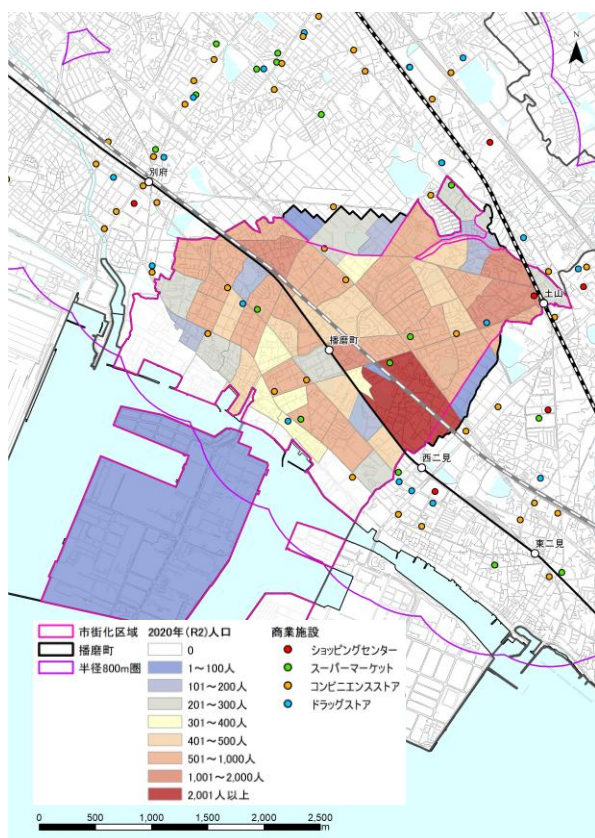 N
別府
土山
播磨町
西二見
東二見
市街化区域
播磨町
半径800m圏
2020年(R2)人口
0
1～100人
101～200人
201～300人
301～400人
401～500人
501～1,000人
1,001～2,000人
2,001人以上
商業施設
ショッピングセンター
スーパーマーケット
コンビニエンスストア
ドラッグストア
0 500 1,000 1,500 2,000 2,500
m